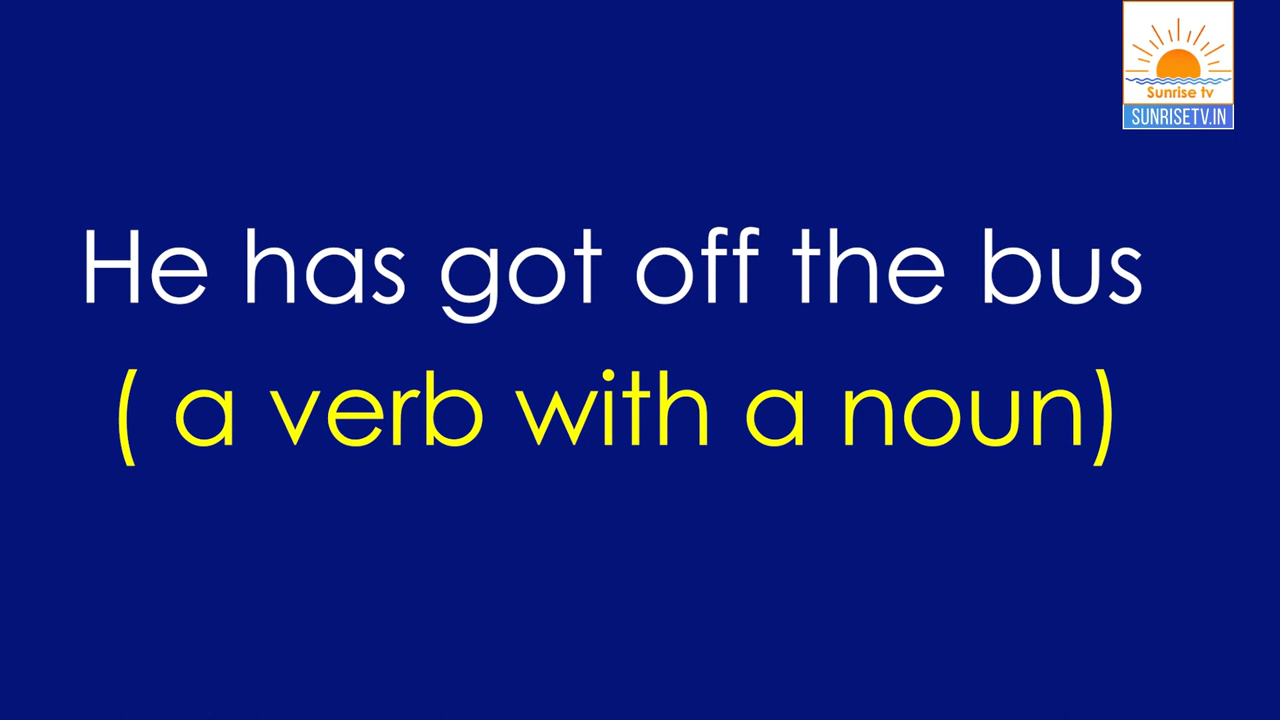 Sunrise tv
SUNRISETV.IN
He has got off the bus
( a verb with a noun)